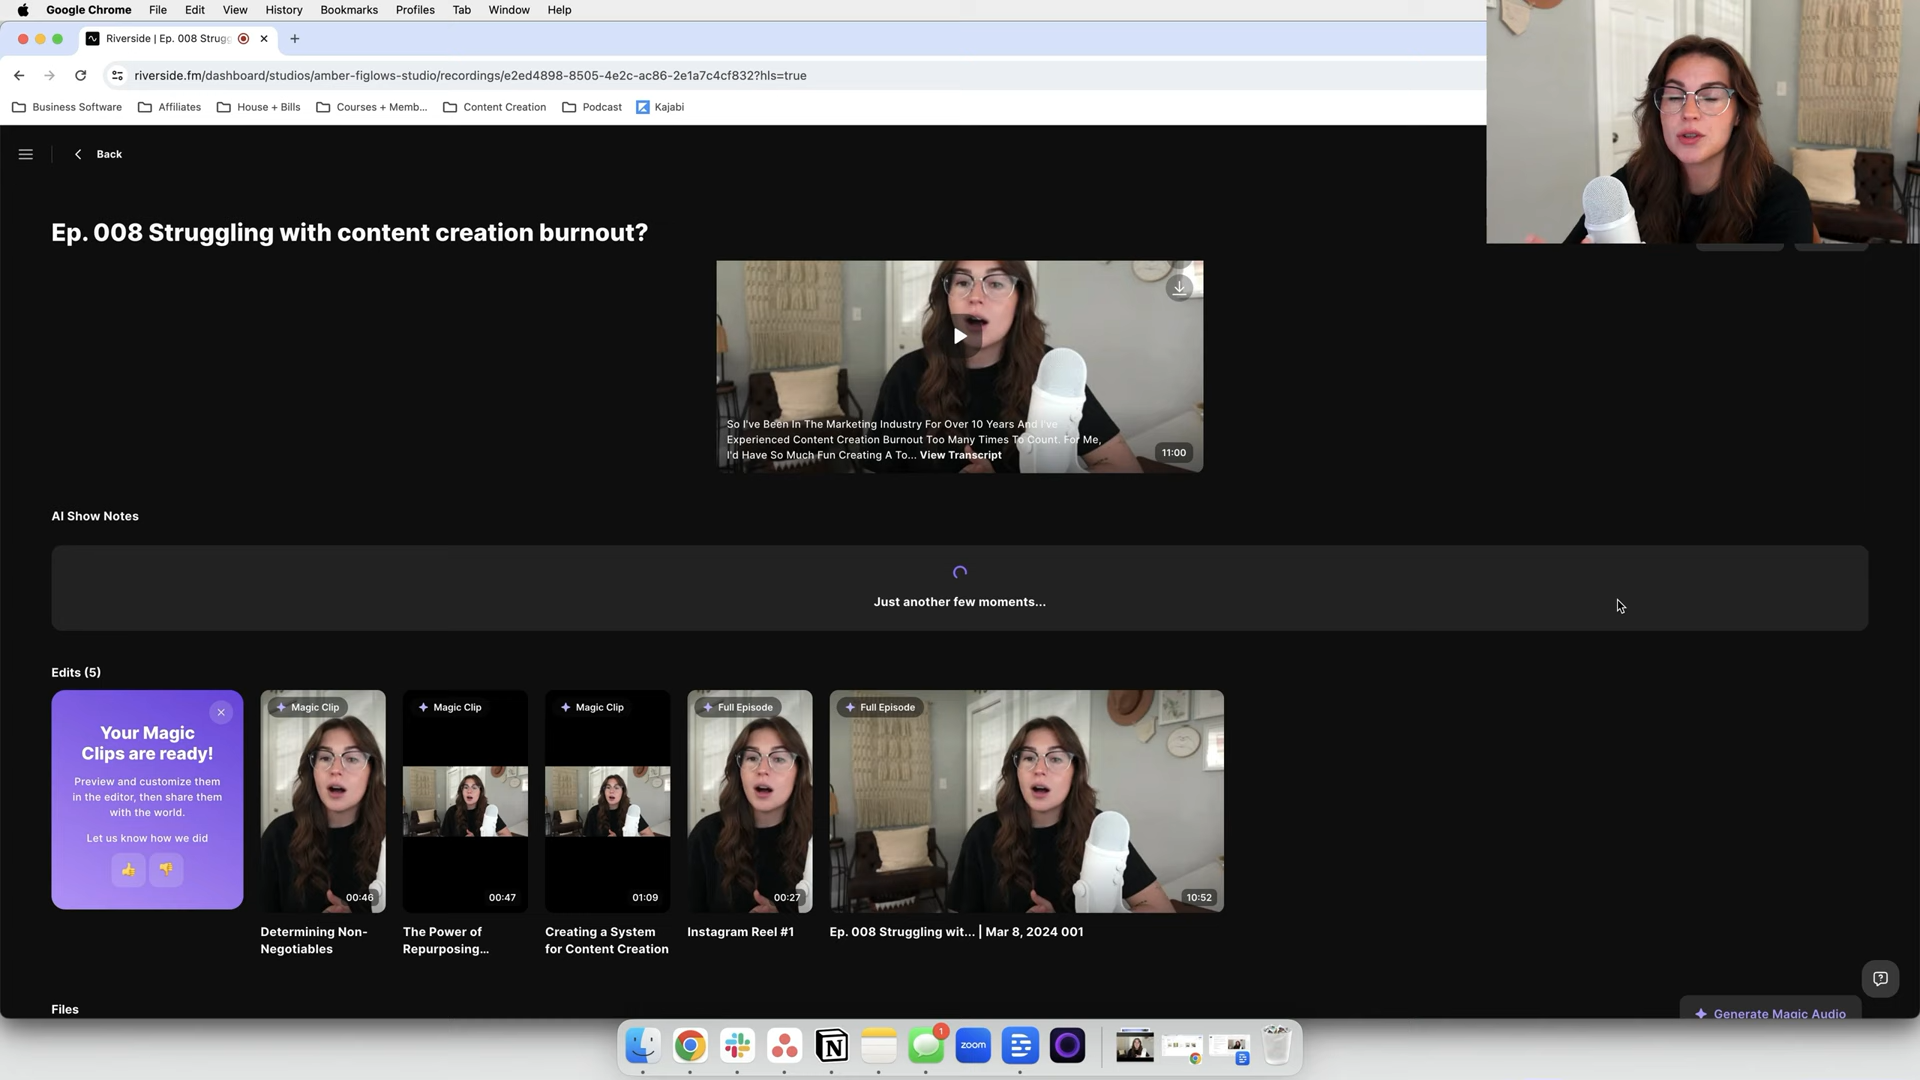 Google Chrome File Edit View History Bookmarks Profiles Tab Window Help
Riverside | Ep. 008 Strugg
riverside.fm/dashboard/studios/amber-figlows-studio/recordings/e2ed4898-8505-4e2c-ac86-2e1a7c4cf832?hls=true
Business Software Affiliates House + Bills Courses + Memb... Content Creation Podcast Kajabi
Back
Ep. 008 Struggling with content creation burnout?
So I've Been In The Marketing Industry For Over 10 Years And I've
Experienced Content Creation Burnout Too Many Times To Count. For Me,
I'd Have So Much Fun Creating A To... View Transcript
11:00
AI Show Notes
Just another few moments...
Edits (5)
Your Magic
Clips are ready!
Preview and customize them
in the editor, then share them
with the world.
Let us know how we did
Magic Clip
00:46
Determining Non-
Negotiables
Magic Clip
00:47
The Power of
Repurposing...
Magic Clip
01:09
Creating a System
for Content Creation
Full Episode
00:27
Instagram Reel #1
Full Episode
10:52
Ep. 008 Struggling wit... | Mar 8, 2024 001
Files
Generate Magic Audio
1
zoom